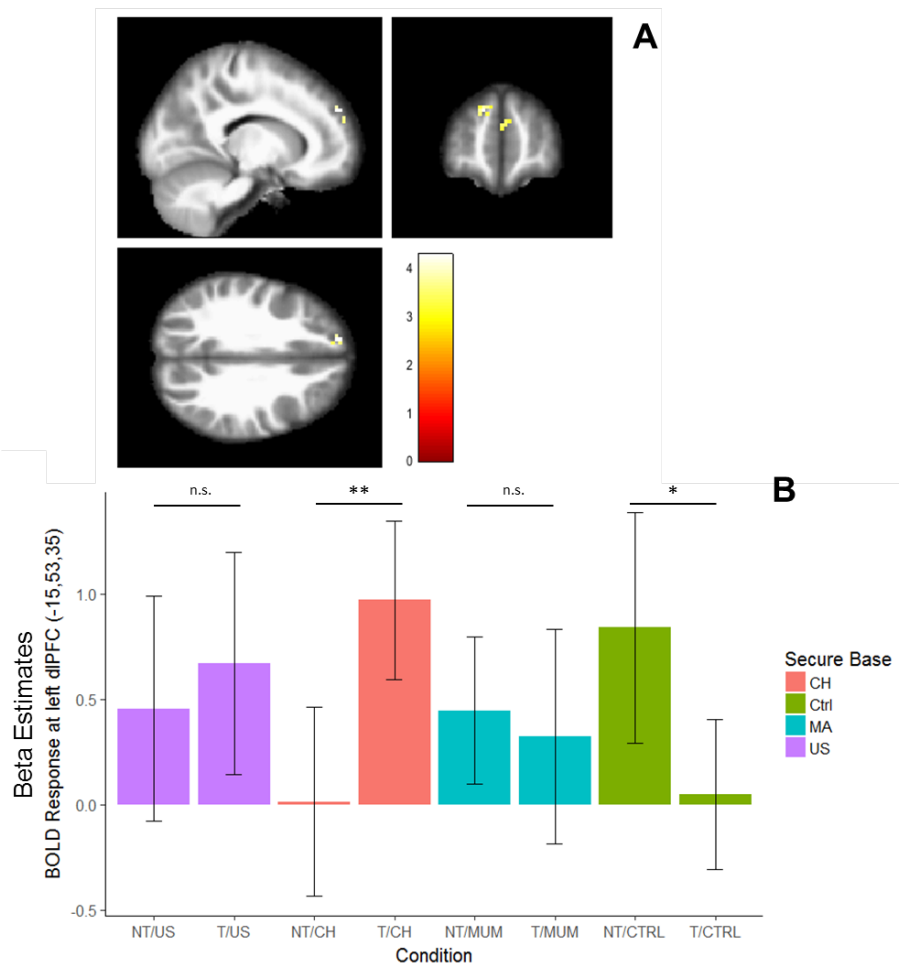 A
4
3
2
1
0
B
n.s.
**
n.s.
*
Beta Estimates
BOLD Response at left dlPFC (-15,53,35)
1.0
0.5
0.0
-0.5
NT/US T/US NT/CH T/CH NT/MUM T/MUM NT/CTRL T/CTRL
Condition
Secure Base
CH
Ctrl
MA
US